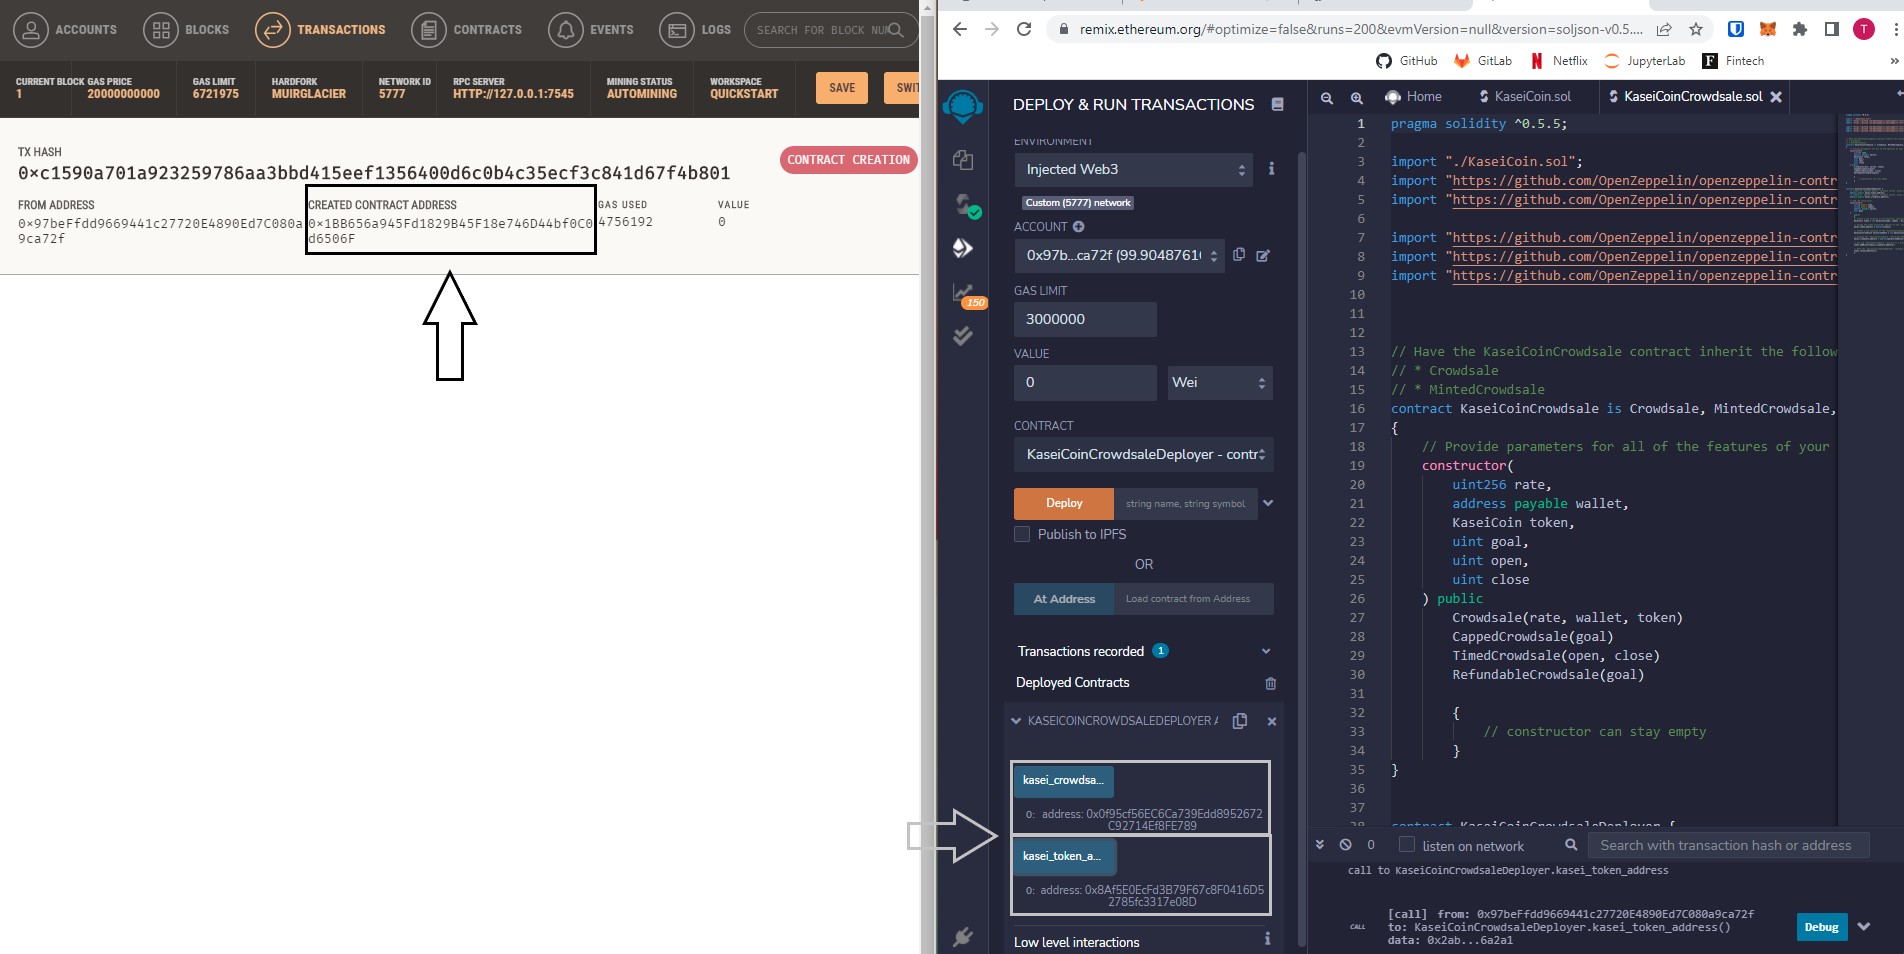 ACCOUNTS
BLOCKS
TRANSACTIONS
CONTRACTS
EVENTS
LOGS
SEARCH FOR BLOCK NUM
CURRENT BLOCK
1
GAS PRICE
20000000000
GAS LIMIT
6721975
HARDFORK
MUIRGLACIER
NETWORK ID
5777
RPC SERVER
HTTP://127.0.0.1:7545
MINING STATUS
AUTOMINING
WORKSPACE
QUICKSTART
SAVE
SWIT
TX HASH
0×c1590a701a923259786aa3bbd415eef1356400d6c0b4c35ecf3c841d67f4b801
CONTRACT CREATION
FROM ADDRESS
0×97beFfdd9669441c27720E4890Ed7C080a
9ca72f
CREATED CONTRACT ADDRESS
0×1BB656a945Fd1829B45F18e746D44bf0C0
d6506F
GAS USED
4756192
VALUE
0
remix.ethereum.org/#optimize=false&runs=200&evmVersion=null&version=soljson-v0.5....
T
GitHub
GitLab
Netflix
JupyterLab
F Fintech
»
DEPLOY & RUN TRANSACTIONS
ENVIRONMENT
Injected Web3
Custom (5777) network
ACCOUNT
0x97b...ca72f (99.9048761
GAS LIMIT
3000000
VALUE
0
Wei
CONTRACT
KaseiCoinCrowdsaleDeployer - contr
Deploy
string name, string symbol
Publish to IPFS
OR
At Address
Load contract from Address
Transactions recorded 1
Deployed Contracts
KASEICOINCROWDSALEDEPLOYER A
kasei_crowdsa...
0: address: 0x0f95cf56EC6Ca739Edd8952672
C92714Ef8FE789
kasei_token_a...
0: address: 0x8Af5E0EcFd3B79F67c8F0416D5
2785fc3317e08D
Low level interactions
150
Home
KaseiCoin.sol
KaseiCoinCrowdsale.sol
1 pragma solidity ^0.5.5;
2
3 import "./KaseiCoin.sol";
4 import "https://github.com/OpenZeppelin/openzeppelin-contr
5 import "https://github.com/OpenZeppelin/openzeppelin-contr
6
7 import "https://github.com/OpenZeppelin/openzeppelin-contr
8 import "https://github.com/OpenZeppelin/openzeppelin-contr
9 import "https://github.com/OpenZeppelin/openzeppelin-contr
10
11
12
13 // Have the KaseiCoinCrowdsale contract inherit the follow
14 // * Crowdsale
15 // * MintedCrowdsale
16 contract KaseiCoinCrowdsale is Crowdsale, MintedCrowdsale,
17 {
18 // Provide parameters for all of the features of your
19 constructor(
20 uint256 rate,
21 address payable wallet,
22 KaseiCoin token,
23 uint goal,
24 uint open,
25 uint close
26 ) public
27 Crowdsale(rate, wallet, token)
28 CappedCrowdsale(goal)
29 TimedCrowdsale(open, close)
30 RefundableCrowdsale(goal)
31
32 {
33 // constructor can stay empty
34 }
35 }
36
37
38 contract KaseiCoinCrowdsaleDeployer {
0
listen on network
Search with transaction hash or address
call to KaseiCoinCrowdsaleDeployer.kasei_token_address
CALL
[call] from: 0x97beFfdd9669441c27720E4890Ed7C080a9ca72f
to: KaseiCoinCrowdsaleDeployer.kasei_token_address()
data: 0x2ab...6a2a1
Debug